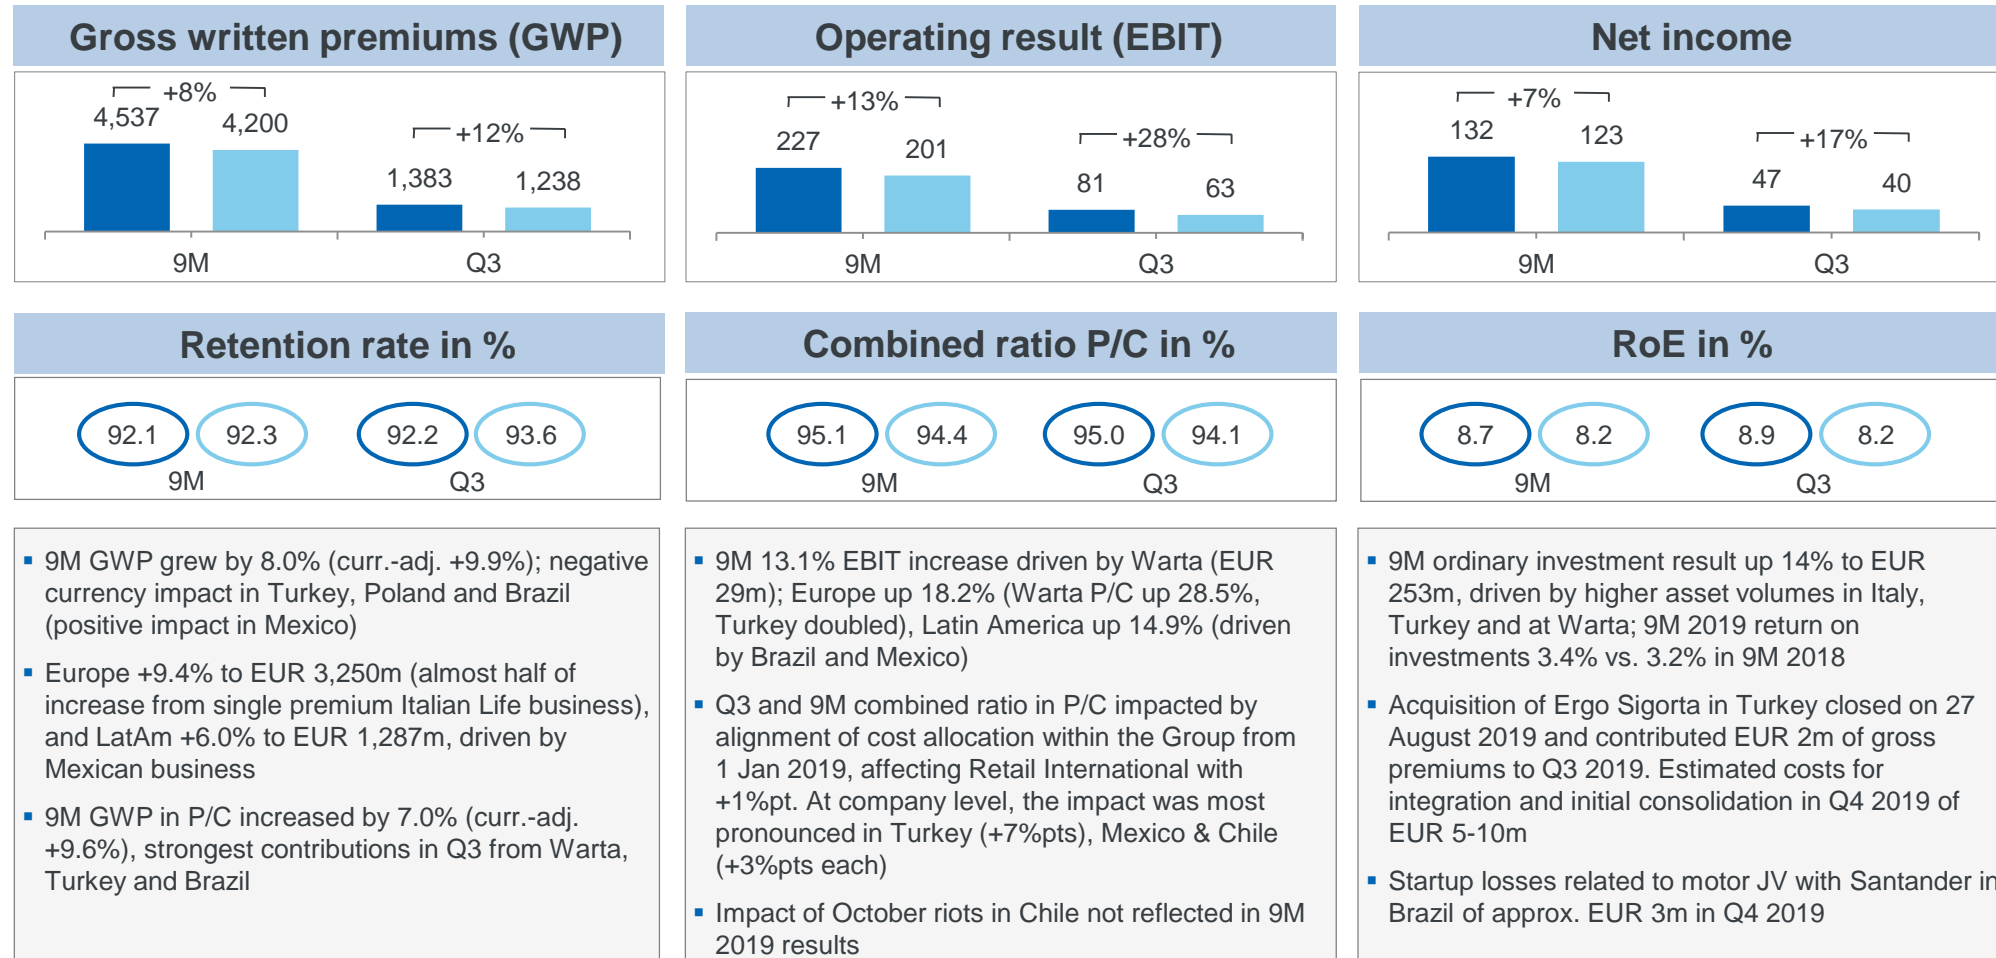 Gross written premiums (GWP)
+8%
4,537
4,200
+12%
1,383
1,238
9M
Q3
Operating result (EBIT)
+13%
227
201
+28%
81
63
9M
Q3
Net income
+7%
132
123
+17%
47
40
9M
Q3
Retention rate in %
92.1
92.3
92.2
93.6
9M
Q3
Combined ratio P/C in %
95.1
94.4
95.0
94.1
9M
Q3
RoE in %
8.7
8.2
8.9
8.2
9M
Q3
▪ 9M GWP grew by 8.0% (curr.-adj. +9.9%); negative
currency impact in Turkey, Poland and Brazil
(positive impact in Mexico)
▪ Europe +9.4% to EUR 3,250m (almost half of
increase from single premium Italian Life business),
and LatAm +6.0% to EUR 1,287m, driven by
Mexican business
▪ 9M GWP in P/C increased by 7.0% (curr.-adj.
+9.6%), strongest contributions in Q3 from Warta,
Turkey and Brazil
▪ 9M 13.1% EBIT increase driven by Warta (EUR
29m); Europe up 18.2% (Warta P/C up 28.5%,
Turkey doubled), Latin America up 14.9% (driven
by Brazil and Mexico)
▪ Q3 and 9M combined ratio in P/C impacted by
alignment of cost allocation within the Group from
1 Jan 2019, affecting Retail International with
+1%pt. At company level, the impact was most
pronounced in Turkey (+7%pts), Mexico & Chile
(+3%pts each)
▪ Impact of October riots in Chile not reflected in 9M
2019 results
▪ 9M ordinary investment result up 14% to EUR
253m, driven by higher asset volumes in Italy,
Turkey and at Warta; 9M 2019 return on
investments 3.4% vs. 3.2% in 9M 2018
▪ Acquisition of Ergo Sigorta in Turkey closed on 27
August 2019 and contributed EUR 2m of gross
premiums to Q3 2019. Estimated costs for
integration and initial consolidation in Q4 2019 of
EUR 5-10m
▪ Startup losses related to motor JV with Santander in
Brazil of approx. EUR 3m in Q4 2019